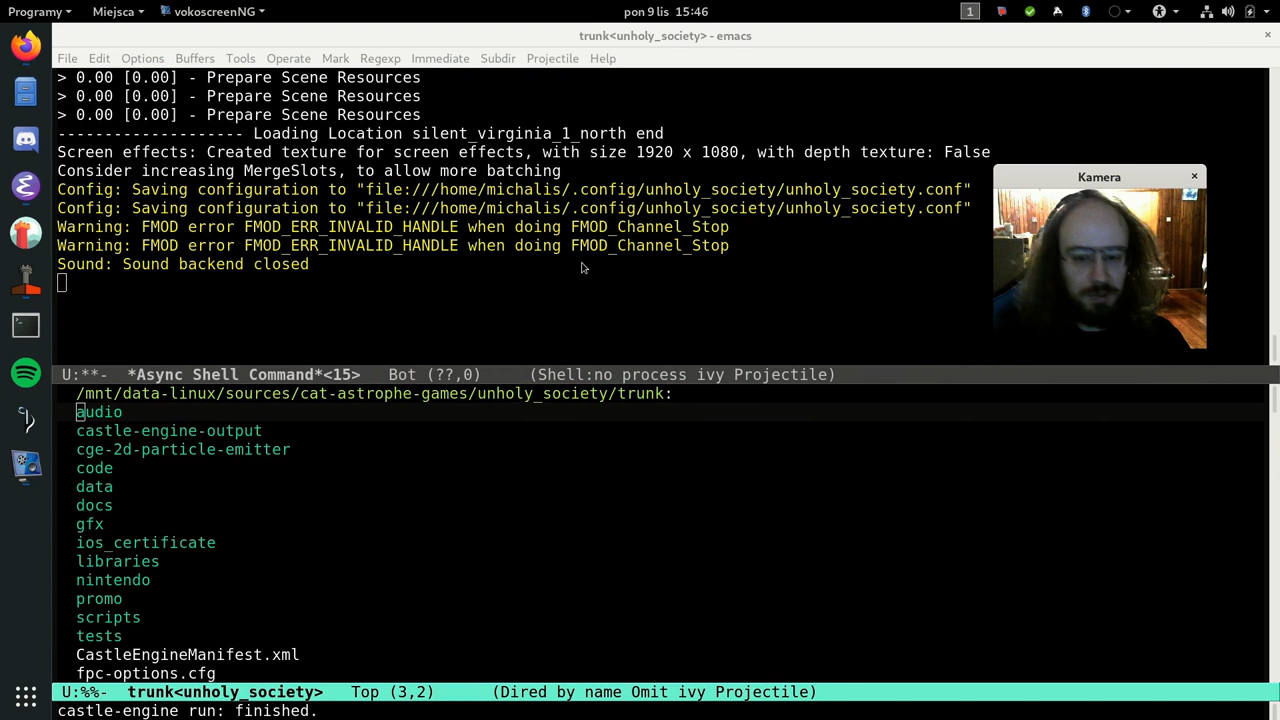 Programy Miejsca vokoscreenNG pon 9 lis 15:46 1
trunk<unholy_society> - emacs ×
File Edit Options Buffers Tools Operate Mark Regexp Immediate Subdir Projectile Help
> 0.00 [0.00] - Prepare Scene Resources
> 0.00 [0.00] - Prepare Scene Resources
> 0.00 [0.00] - Prepare Scene Resources
-------------------- Loading Location silent_virginia_1_north end
Screen effects: Created texture for screen effects, with size 1920 x 1080, with depth texture: False
Consider increasing MergeSlots, to allow more batching
Kamera ×
Config: Saving configuration to "file:///home/michalis/.config/unholy_society/unholy_society.conf"
Config: Saving configuration to "file:///home/michalis/.config/unholy_society/unholy_society.conf"
Warning: FMOD error FMOD_ERR_INVALID_HANDLE when doing FMOD_Channel_Stop
Warning: FMOD error FMOD_ERR_INVALID_HANDLE when doing FMOD_Channel_Stop
Sound: Sound backend closed
U:**- *Async Shell Command*<15> Bot (??,0) (Shell:no process ivy Projectile)
/mnt/data-linux/sources/cat-astrophe-games/unholy_society/trunk:
audio
castle-engine-output
cge-2d-particle-emitter
code
data
docs
gfx
ios_certificate
libraries
nintendo
promo
scripts
tests
CastleEngineManifest.xml
fpc-options.cfg
U:%%- trunk<unholy_society> Top (3,2) (Dired by name Omit ivy Projectile)
castle-engine run: finished.